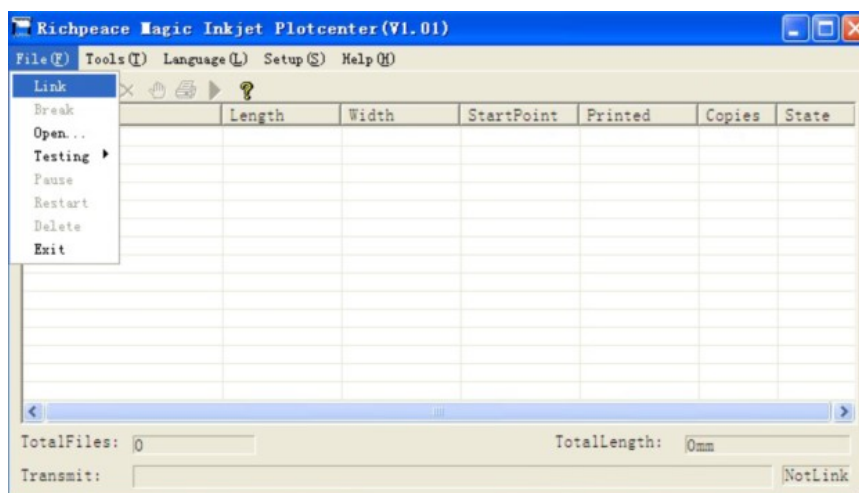 Richpeace Magic Inkjet Plotcenter(V1.01)
File(F) Tools(T) Language(L) Setup(S) Help(H)
Link
Break
Length Width StartPoint Printed Copies State
Open...
Testing
Pause
Restart
Delete
Exit
TotalFiles: 0 TotalLength: 0mm
Transmit: NotLink